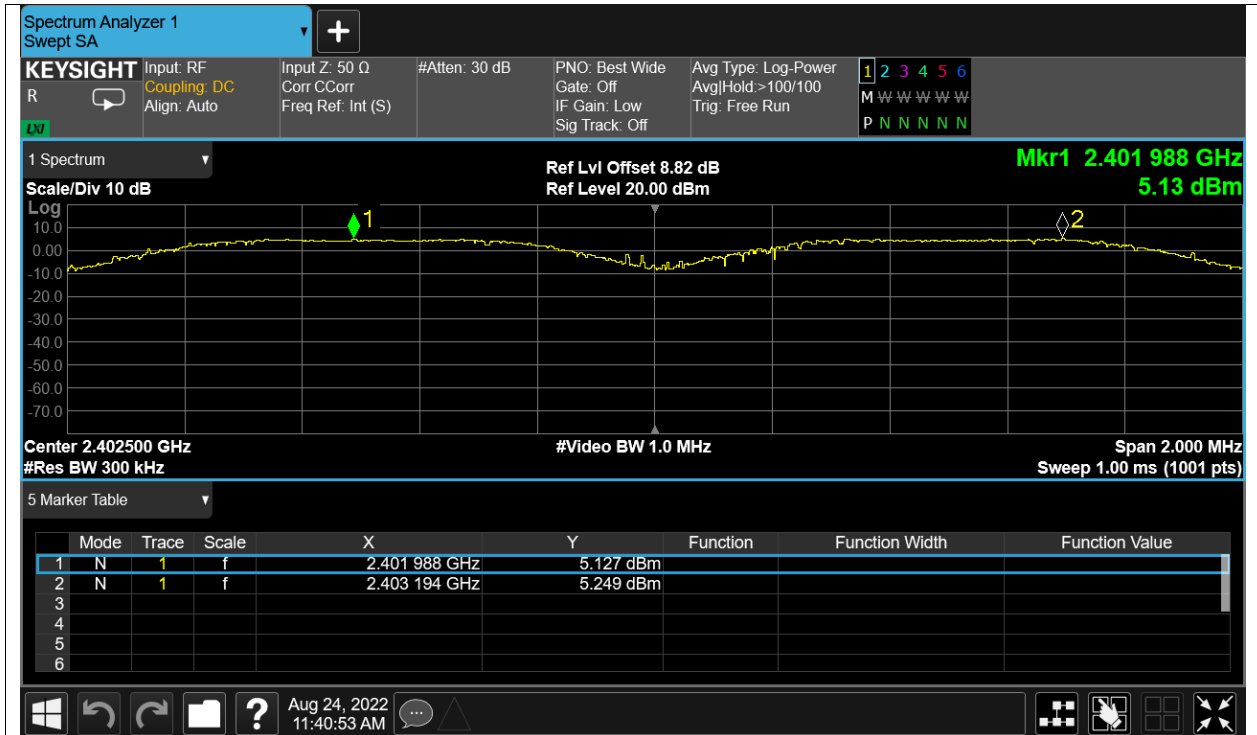 Spectrum Analyzer 1
Swept SA
+
KEYSIGHT
R
LXI
Input: RF
Coupling: DC
Align: Auto
Input Z: 50 Ω
Corr CCorr
Freq Ref: Int (S)
#Atten: 30 dB
PNO: Best Wide
Gate: Off
IF Gain: Low
Sig Track: Off
Avg Type: Log-Power
Avg|Hold:>100/100
Trig: Free Run
1 2 3 4 5 6
M W W W W W
P N N N N N
1 Spectrum
Scale/Div 10 dB
Ref Lvl Offset 8.82 dB
Ref Level 20.00 dBm
Mkr1 2.401 988 GHz
5.13 dBm
Log
10.0
0.00
-10.0
-20.0
-30.0
-40.0
-50.0
-60.0
-70.0
1
2
Center 2.402500 GHz
#Res BW 300 kHz
#Video BW 1.0 MHz
Span 2.000 MHz
Sweep 1.00 ms (1001 pts)
5 Marker Table
Mode Trace Scale X Y Function Function Width Function Value
1 N 1 f 2.401 988 GHz 5.127 dBm
2 N 1 f 2.403 194 GHz 5.249 dBm
3
4
5
6
?
Aug 24, 2022
11:40:53 AM